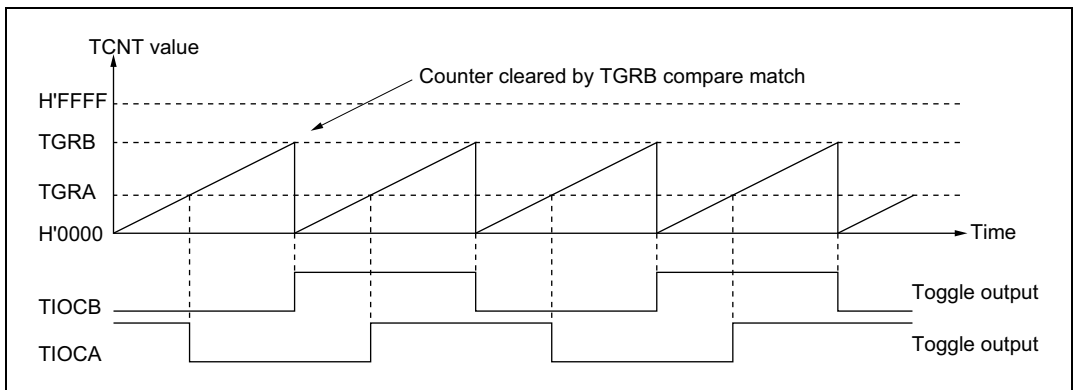 TCNT value
Counter cleared by TGRB compare match
H'FFFF
TGRB
TGRA
H'0000
Time
TIOCB
Toggle output
TIOCA
Toggle output